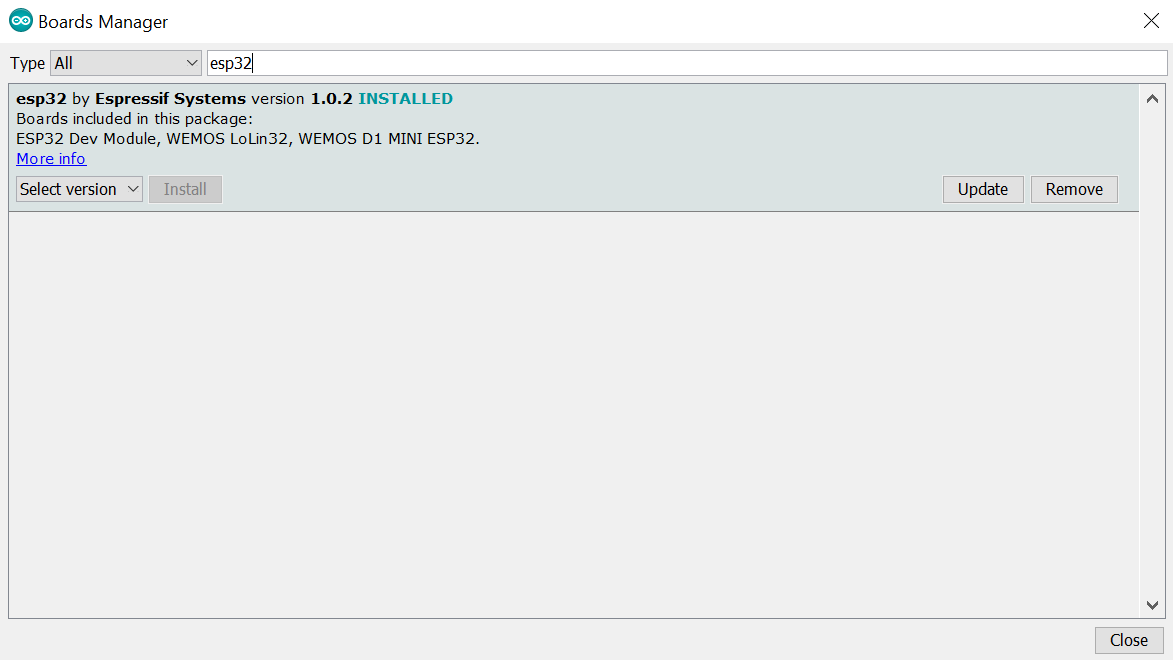 Boards Manager
Type All esp32
esp32 by Espressif Systems version 1.0.2 INSTALLED
Boards included in this package:
ESP32 Dev Module, WEMOS LoLin32, WEMOS D1 MINI ESP32.
More info
Select version Install Update Remove
Close